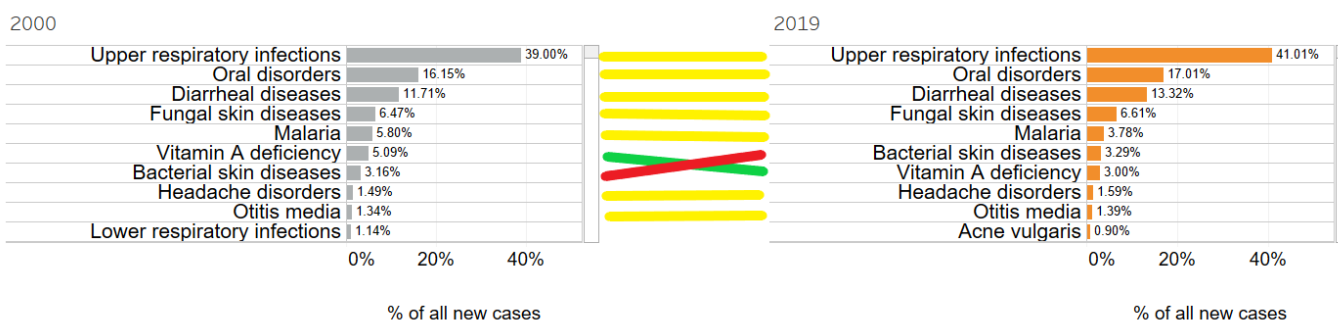 2000
Upper respiratory infections 39.00%
Oral disorders 16.15%
Diarrheal diseases 11.71%
Fungal skin diseases 6.47%
Malaria 5.80%
Vitamin A deficiency 5.09%
Bacterial skin diseases 3.16%
Headache disorders 1.49%
Otitis media 1.34%
Lower respiratory infections 1.14%
0% 20% 40%
% of all new cases
2019
Upper respiratory infections 41.01%
Oral disorders 17.01%
Diarrheal diseases 13.32%
Fungal skin diseases 6.61%
Malaria 3.78%
Bacterial skin diseases 3.29%
Vitamin A deficiency 3.00%
Headache disorders 1.59%
Otitis media 1.39%
Acne vulgaris 0.90%
0% 20% 40%
% of all new cases